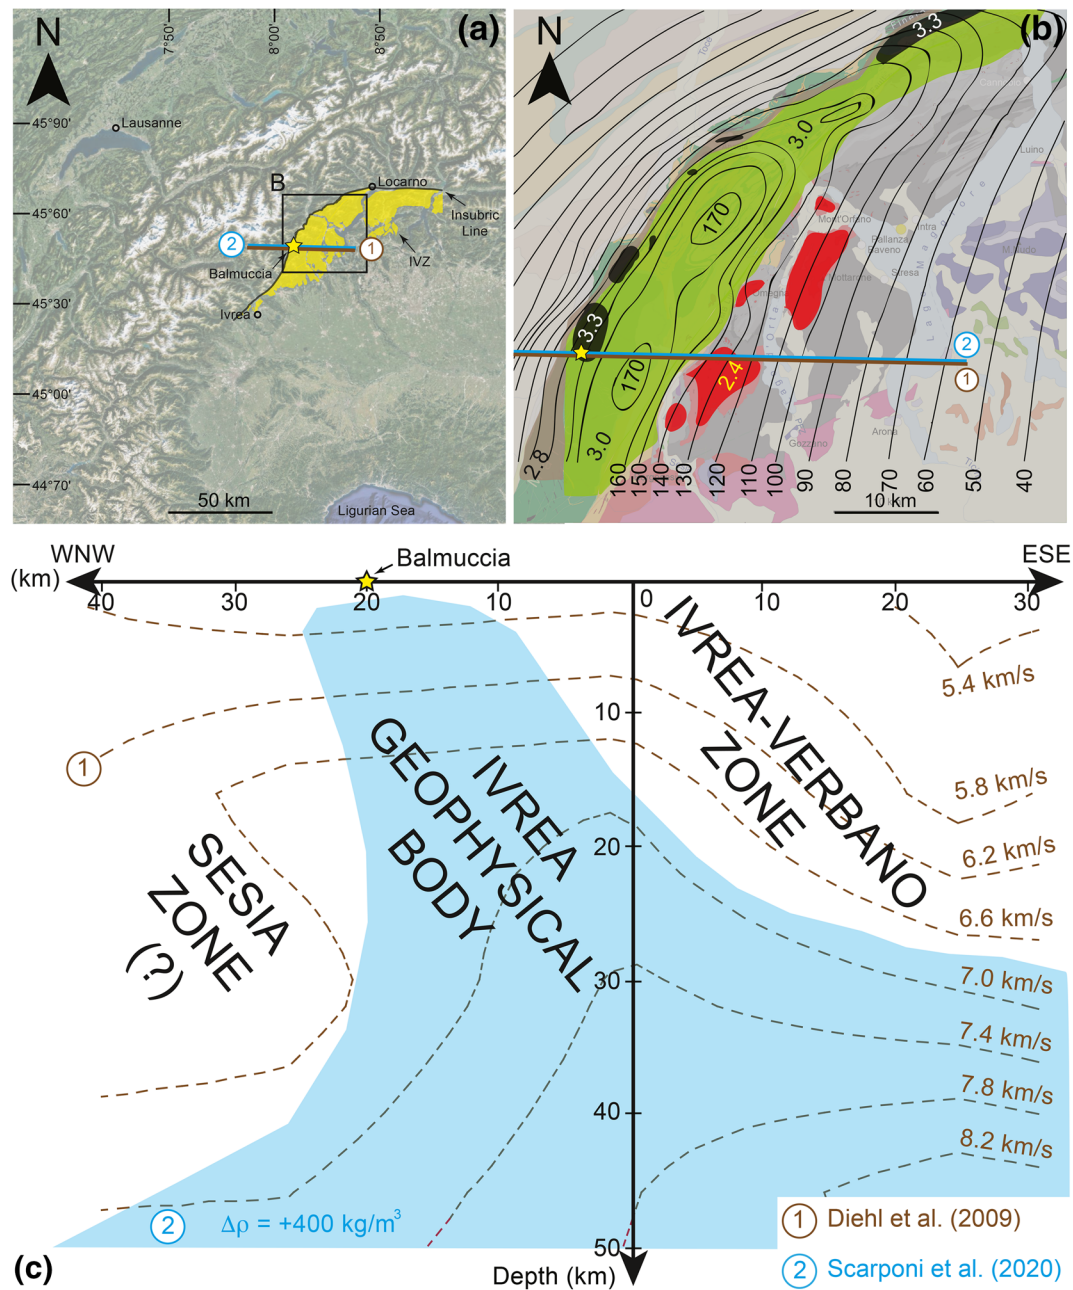 N
(a)
7°50'
8°00'
8°50'
45°90'
Lausanne
B
Locarno
45°60'
Insubric
Line
2
1
IVZ
Balmuccia
45°30'
Ivrea
45°00'
44°70'
50 km
Ligurian Sea
N
(b)
3.3
3.0
Luino
170
Mont'Orfano
Intra
Pallanza
Baveno
Mottarone
Stresa
3.3
2
1
170
2.4
3.0
2.8
Arona
Gozzano
160
150
140
130
120
110
100
90
80
70
60
50
40
10 km
WNW
Balmuccia
ESE
(km)
40
30
20
10
0
10
20
30
IVREA-VERBANO
ZONE
5.4 km/s
10
1
IVREA
GEOPHYSICAL
BODY
5.8 km/s
SESIA
ZONE
(?)
20
6.2 km/s
6.6 km/s
30
7.0 km/s
7.4 km/s
40
7.8 km/s
8.2 km/s
2
Δρ = +400 kg/m³
50
1 Diehl et al. (2009)
2 Scarponi et al. (2020)
(c)
Depth (km)